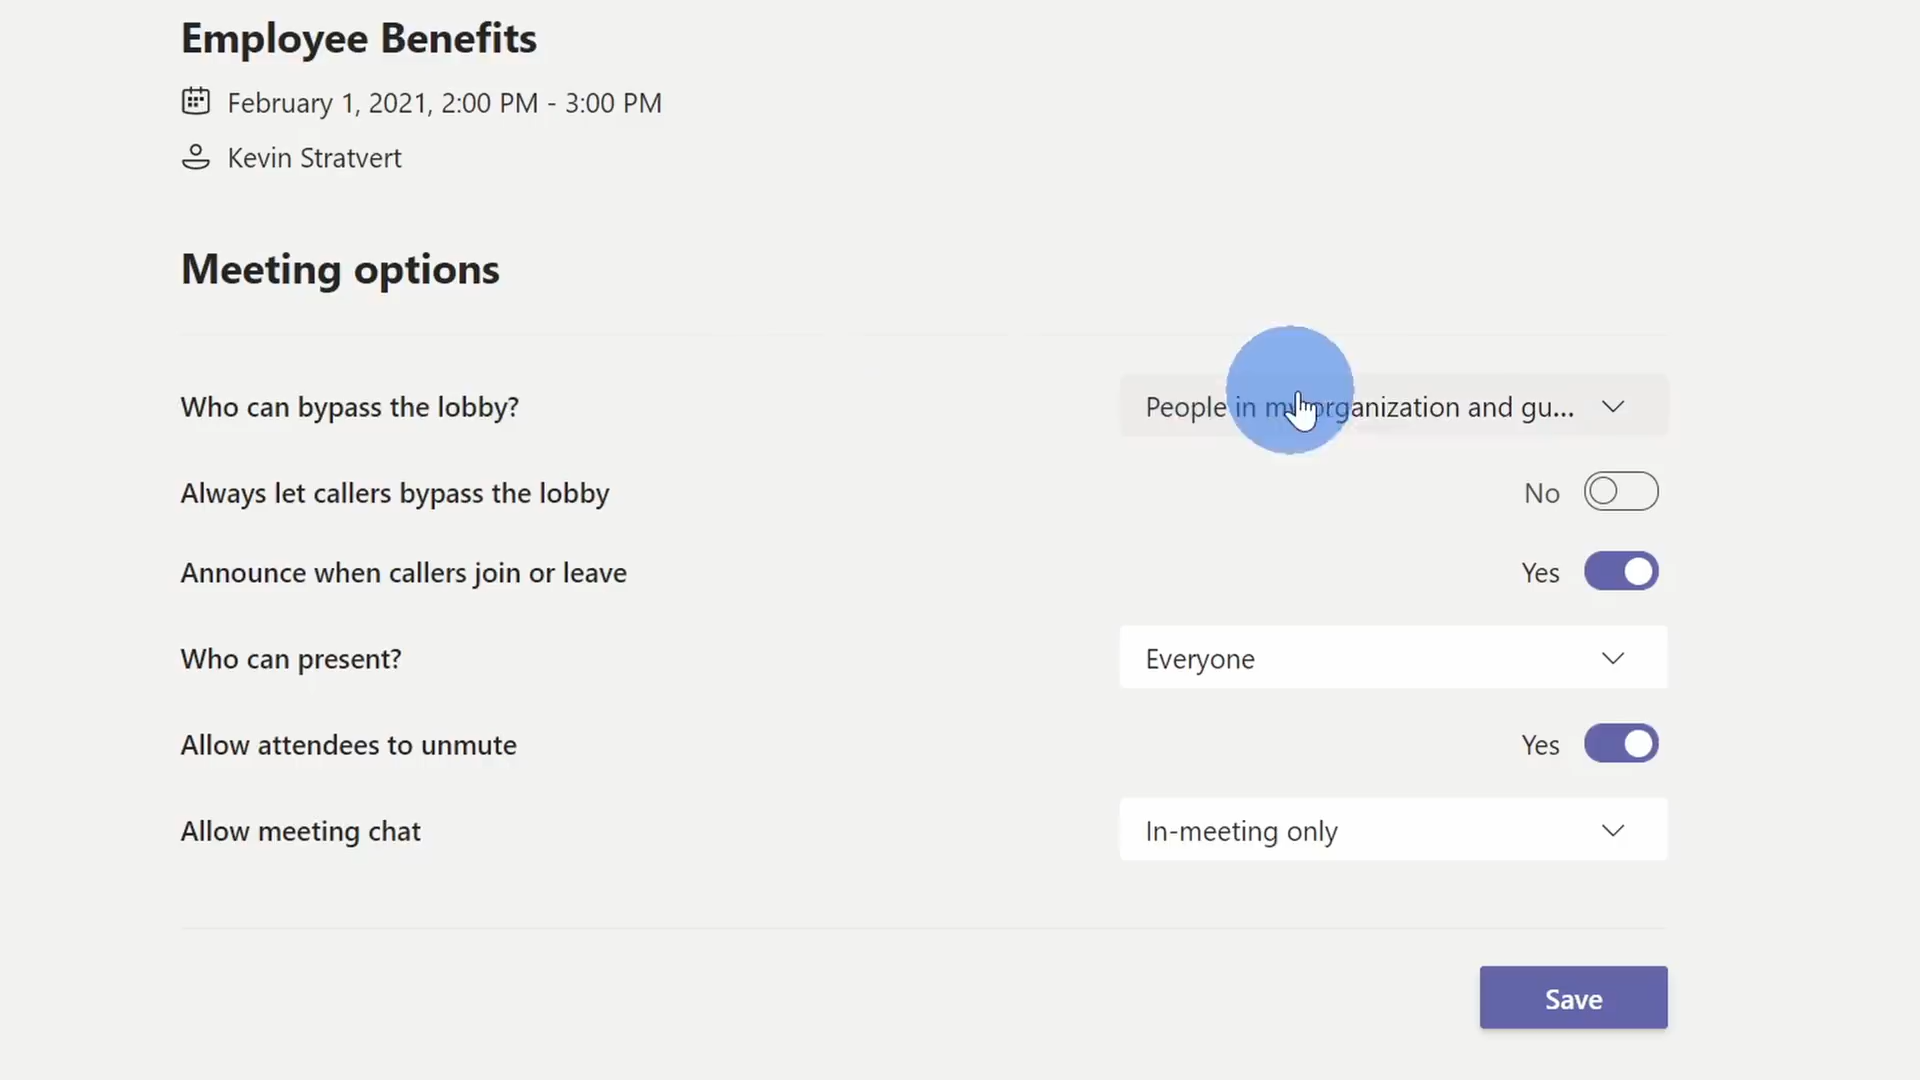 Employee Benefits
February 1, 2021, 2:00 PM - 3:00 PM
Kevin Stratvert
Meeting options
Who can bypass the lobby? People in my organization and gu...
Always let callers bypass the lobby No
Announce when callers join or leave Yes
Who can present? Everyone
Allow attendees to unmute Yes
Allow meeting chat In-meeting only
Save